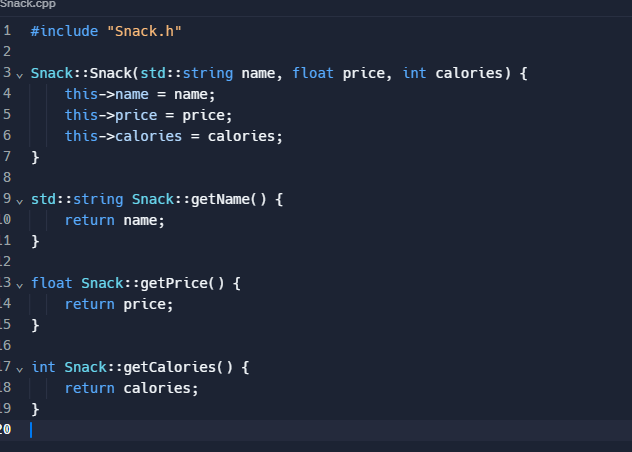 Snack.cpp
1 #include "Snack.h"
2
3 Snack::Snack(std::string name, float price, int calories) {
4 this->name = name;
5 this->price = price;
6 this->calories = calories;
7 }
8
9 std::string Snack::getName() {
10 return name;
11 }
12
13 float Snack::getPrice() {
14 return price;
15 }
16
17 int Snack::getCalories() {
18 return calories;
19 }
20